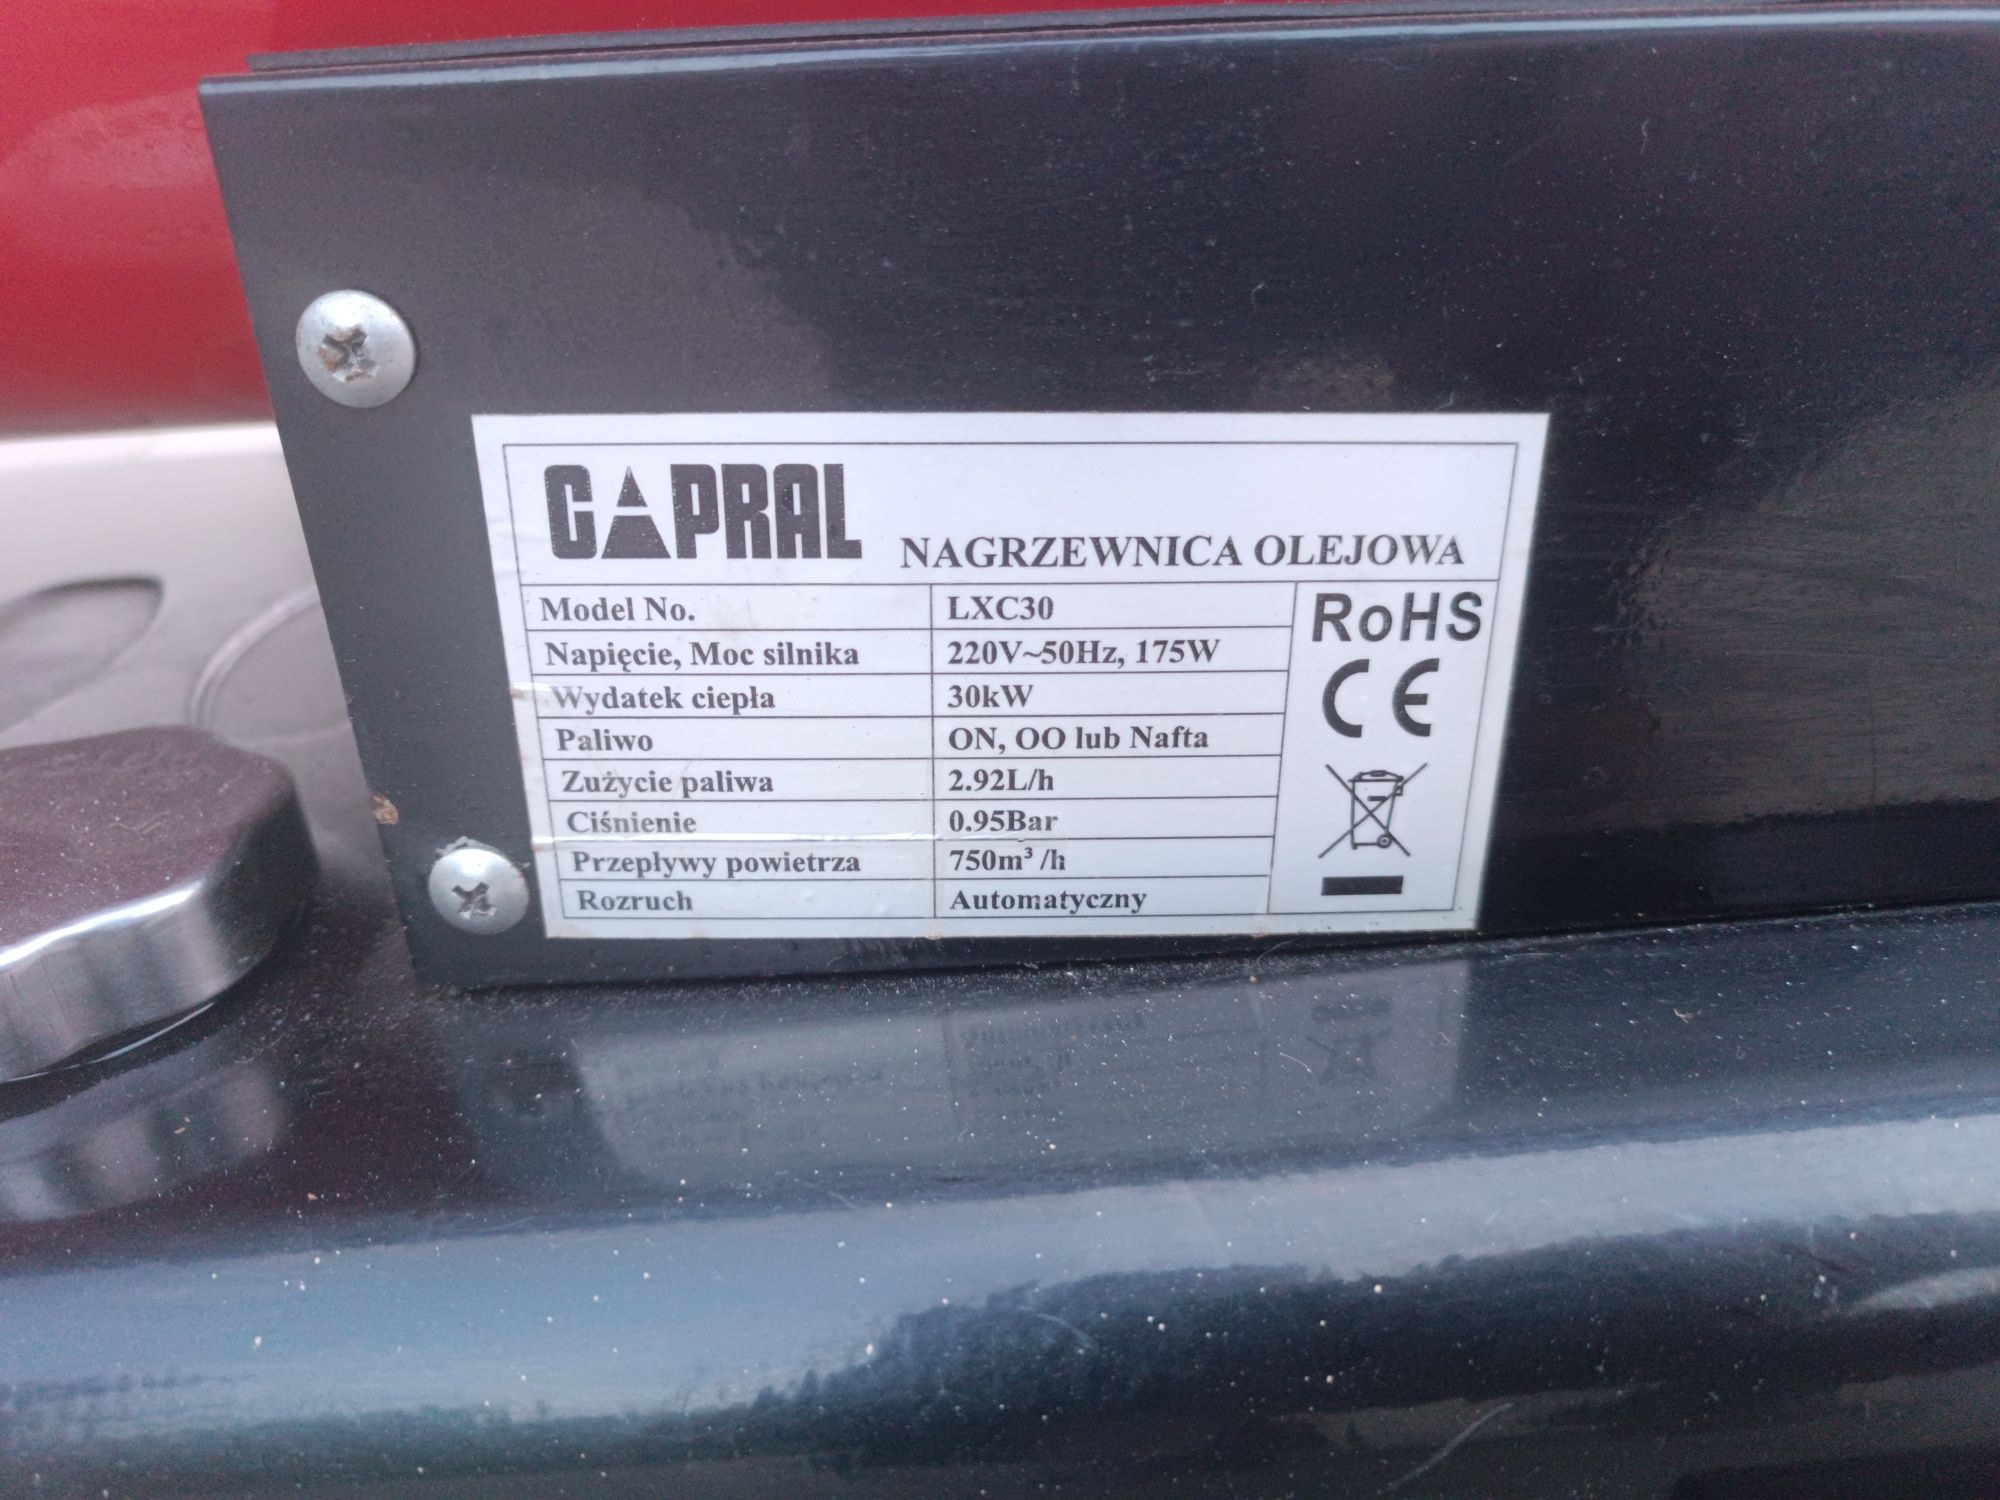 CAPRAL NAGRZEWNICA OLEJOWA
Model No. LXC30
Napięcie, Moc silnika 220V~50Hz, 175W
Wydatek ciepła 30kW
Paliwo ON, OO lub Nafta
Zużycie paliwa 2.92L/h
Ciśnienie 0.95Bar
Przepływy powietrza 750m³ /h
Rozruch Automatyczny
RoHS
CE